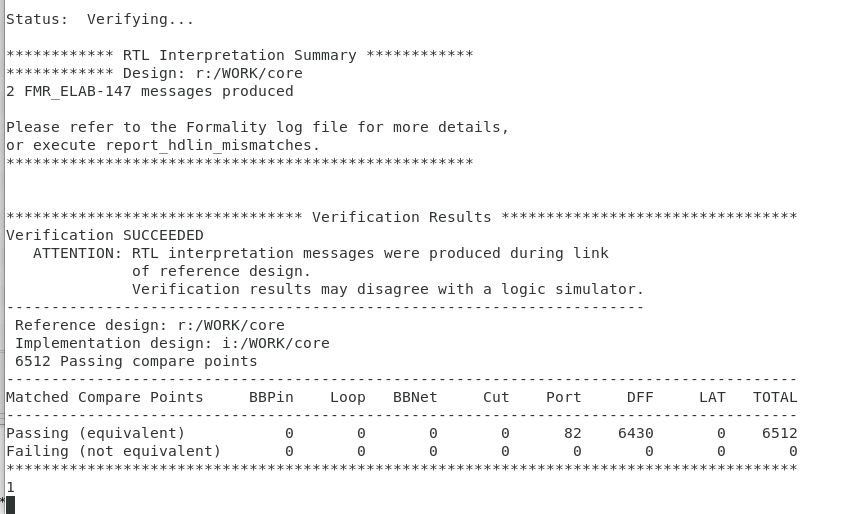 Status:  Verifying...
************ RTL Interpretation Summary ************
************ Design: r:/WORK/core
2 FMR_ELAB-147 messages produced
Please refer to the Formality log file for more details,
or execute report_hdlin_mismatches.
****************************************************
********************************* Verification Results *********************************
Verification SUCCEEDED
   ATTENTION: RTL interpretation messages were produced during link
              of reference design.
              Verification results may disagree with a logic simulator.
-----------------------------------------------------------------------
 Reference design: r:/WORK/core
 Implementation design: i:/WORK/core
 6512 Passing compare points
----------------------------------------------------------------------------------------
Matched Compare Points     BBPin    Loop   BBNet     Cut    Port     DFF     LAT   TOTAL
----------------------------------------------------------------------------------------
Passing (equivalent)           0       0       0       0      82    6430       0    6512
Failing (not equivalent)       0       0       0       0       0       0       0       0
****************************************************************************************
1